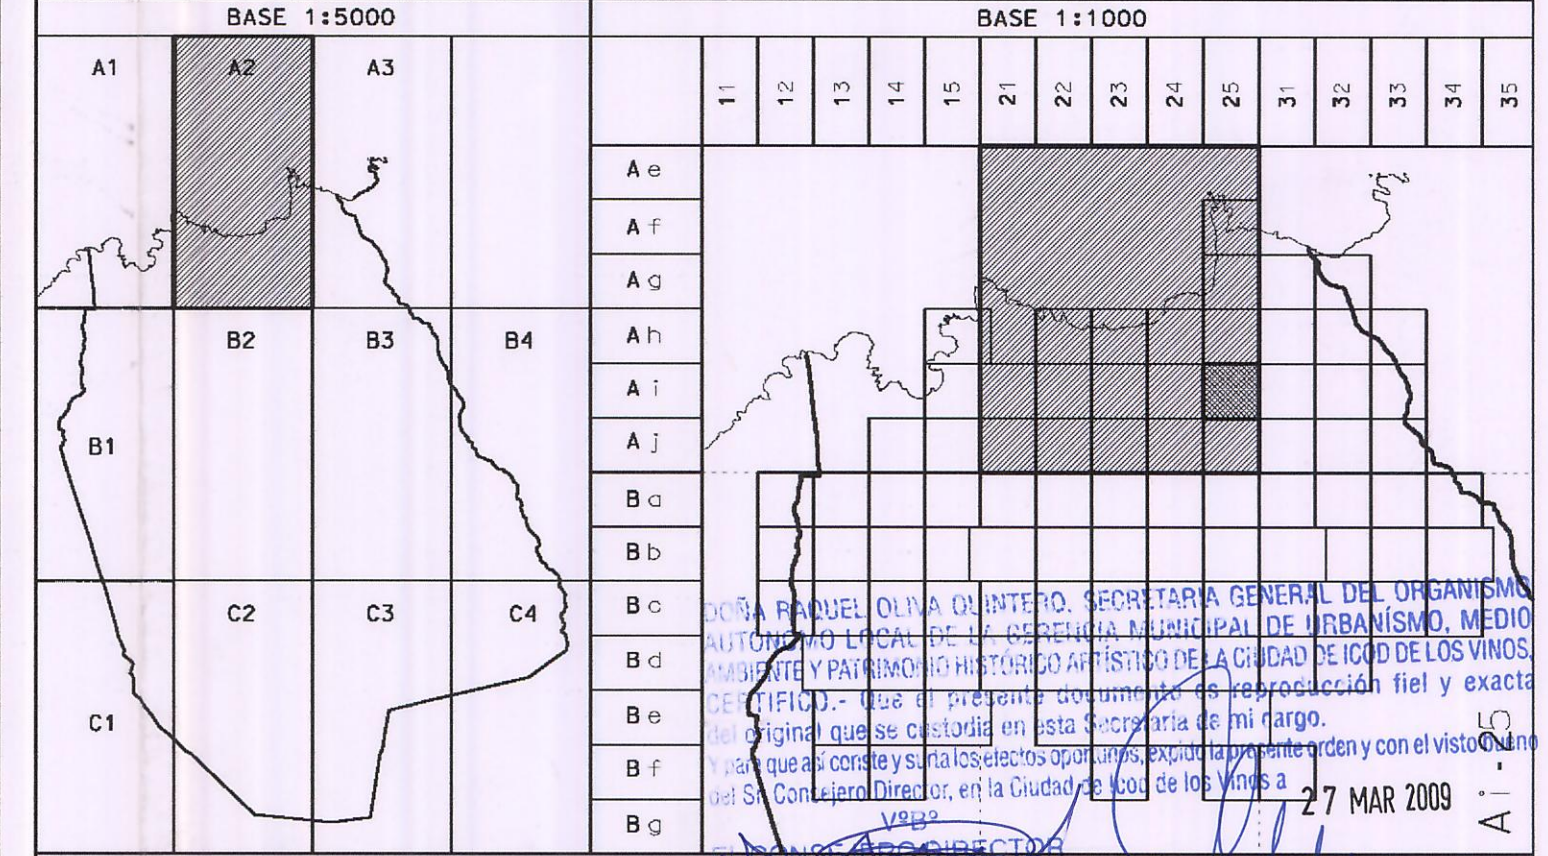 BASE 1:5000
BASE 1:1000
A1 A2 A3
B1 B2 B3 B4
C1 C2 C3 C4
11 12 13 14 15 21 22 23 24 25 31 32 33 34 35
A e
A f
A g
A h
A i
A j
B a
B b
B c
B d
B e
B f
B g
DOÑA RAQUEL OLIVA QUINTERO, SECRETARIA GENERAL DEL ORGANISMO
AUTÓNOMO LOCAL DE LA GERENCIA MUNICIPAL DE URBANÍSMO, MEDIO
AMBIENTE Y PATRIMONIO HISTÓRICO ARTÍSTICO DE LA CIUDAD DE ICOD DE LOS VINOS,
CERTIFICO.- Que el presente documento es reproducción fiel y exacta
del original que se custodia en esta Secretaria de mi cargo.
Y para que así conste y surta los efectos oportunos, expido la presente orden y con el visto bueno
del Sr. Consejero Director, en la Ciudad de Icod de los Vinos a
27 MAR 2009
VºBº
DIRECTOR
Ai-25